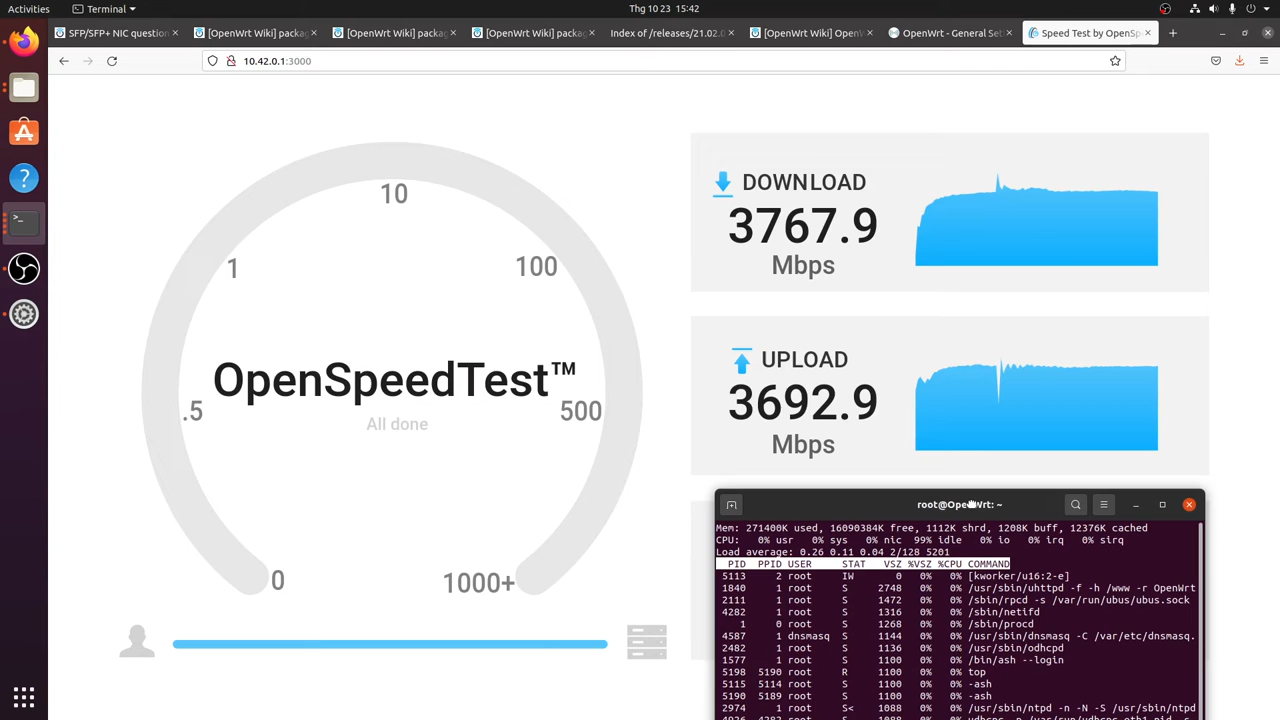 Activities
Terminal
Thg 10 23 15:42
SFP/SFP+ NIC question
[OpenWrt Wiki] packag
[OpenWrt Wiki] packag
[OpenWrt Wiki] packag
Index of /releases/21.02.0
[OpenWrt Wiki] OpenW
OpenWrt - General Set
Speed Test by OpenSp
10.42.0.1:3000
10
1
100
.5
500
0
1000+
OpenSpeedTest™
All done
DOWNLOAD
3767.9
Mbps
UPLOAD
3692.9
Mbps
root@OpenWrt: ~
Mem: 271400K used, 16090384K free, 1112K shrd, 1208K buff, 12376K cached
CPU: 0% usr 0% sys 0% nic 99% idle 0% io 0% irq 0% sirq
Load average: 0.26 0.11 0.04 2/128 5201
PID PPID USER STAT VSZ %VSZ %CPU COMMAND
5113 2 root IW 0 0% 0% [kworker/u16:2-e]
1840 1 root S 2748 0% 0% /usr/sbin/uhttpd -f -h /www -r OpenWrt
2111 1 root S 1472 0% 0% /sbin/rpcd -s /var/run/ubus/ubus.sock
4282 1 root S 1316 0% 0% /sbin/netifd
1 0 root S 1268 0% 0% /sbin/procd
4587 1 dnsmasq S 1144 0% 0% /usr/sbin/dnsmasq -C /var/etc/dnsmasq.
2482 1 root S 1136 0% 0% /usr/sbin/odhcpd
1577 1 root S 1100 0% 0% /bin/ash --login
5198 5190 root R 1100 0% 0% top
5115 5114 root S 1100 0% 0% -ash
5190 5189 root S 1100 0% 0% -ash
2974 1 root S< 1088 0% 0% /usr/sbin/ntpd -n -N -S /usr/sbin/ntpd